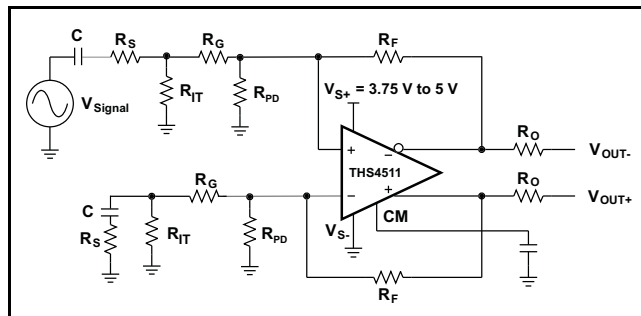 C
RS
RG
RF
VSignal
RIT
RPD
VS+ = 3.75 V to 5 V
RO
VOUT-
+
−
THS4511
RG
−
+
RO
VOUT+
C
RS
RIT
RPD
VS-
CM
RF